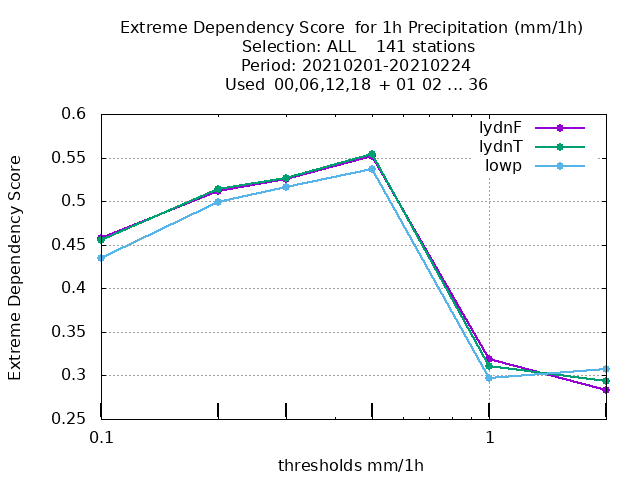 Extreme Dependency Score  for 1h Precipitation (mm/1h)
Selection: ALL    141 stations
Period: 20210201-20210224
Used  00,06,12,18  + 01 02 ... 36
Extreme Dependency Score
0.6
0.55
0.5
0.45
0.4
0.35
0.3
0.25
lydnF
lydnT
lowp
0.1
1
thresholds mm/1h